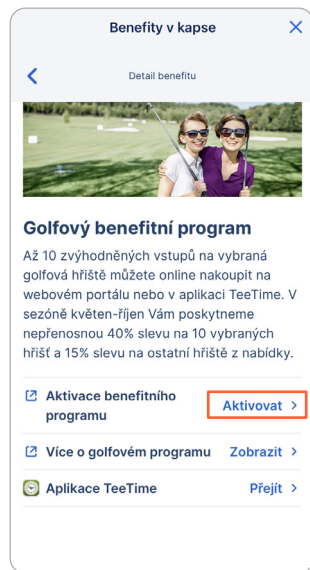 Benefity v kapse
Detail benefitu
Golfový benefitní program
Až 10 zvýhodněných vstupů na vybraná
golfová hřiště můžete online nakoupit na
webovém portálu nebo v aplikaci TeeTime. V
sezóně květen-říjen Vám poskytneme
nepřenosnou 40% slevu na 10 vybraných
hřišť a 15% slevu na ostatní hřiště z nabídky.
Aktivace benefitního
programu
Aktivovat
Více o golfovém programu Zobrazit
Aplikace TeeTime Přejít